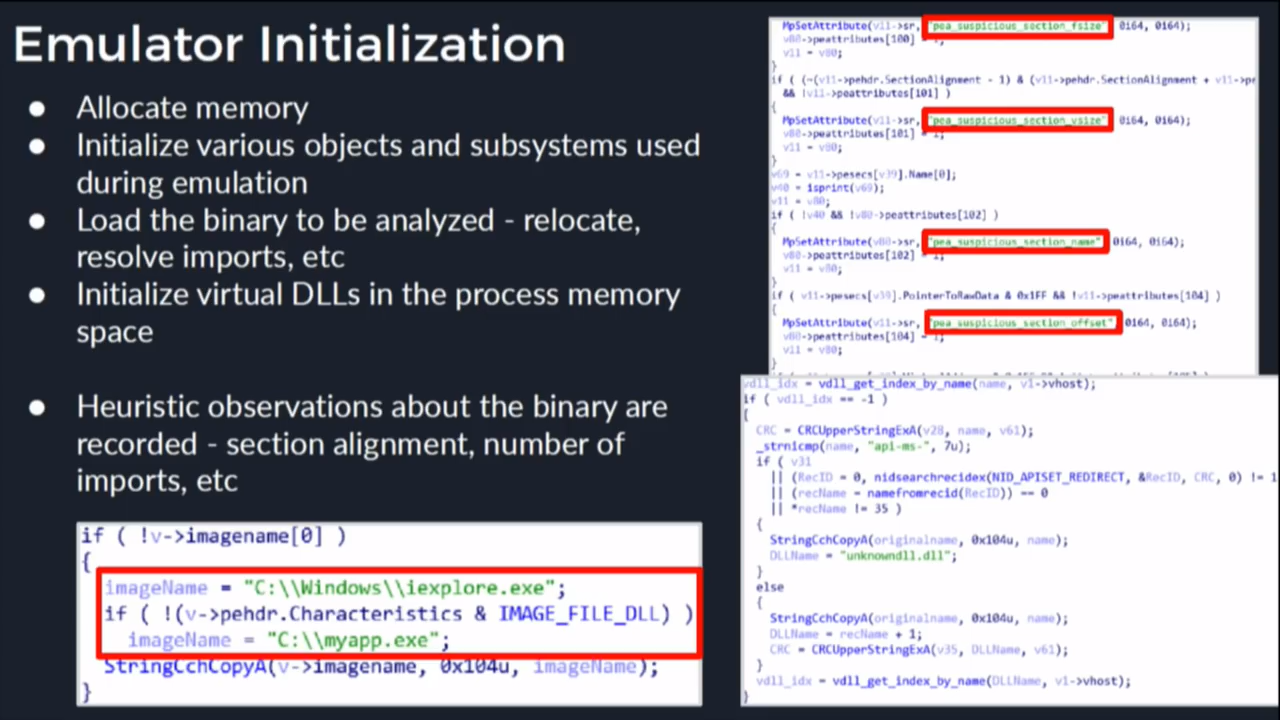 Emulator Initialization
● Allocate memory
● Initialize various objects and subsystems used
during emulation
● Load the binary to be analyzed - relocate,
resolve imports, etc
● Initialize virtual DLLs in the process memory
space
● Heuristic observations about the binary are
recorded - section alignment, number of
imports, etc
if ( !v->imagename[0] )
{
imageName = "C:\\Windows\\iexplore.exe";
if ( !(v->pehdr.Characteristics & IMAGE_FILE_DLL) )
imageName = "C:\\myapp.exe";
StringCchCopyA(v->imagename, 0x104u, imageName);
}
MpSetAttribute(v11->sr, "pea_suspicious_section_fsize", 0i64, 0i64);
v80->peattributes[100] = 1;
v11 = v80;
}
if ( (~(v11->pehdr.SectionAlignment - 1) & (v11->pehdr.SectionAlignment + v11->pe
&& !v11->peattributes[101] )
{
MpSetAttribute(v11->sr, "pea_suspicious_section_vsize", 0i64, 0i64);
v80->peattributes[101] = 1;
v11 = v80;
}
v69 = v11->pesecs[v39].Name[0];
v40 = isprint(v69);
v11 = v80;
if ( !v40 && !v80->peattributes[102] )
{
MpSetAttribute(v80->sr, "pea_suspicious_section_name", 0i64, 0i64);
v80->peattributes[102] = 1;
v11 = v80;
}
if ( v11->pesecs[v39].PointerToRawData & 0x1FF && !v11->peattributes[104] )
{
MpSetAttribute(v11->sr, "pea_suspicious_section_offset", 0i64, 0i64);
v80->peattributes[104] = 1;
v11 = v80;
}
vdll_idx = vdll_get_index_by_name(name, v1->vhost);
if ( vdll_idx == -1 )
{
CRC = CRCUpperStringExA(v28, name, v61);
_strnicmp(name, "api-ms-", 7u);
if ( v31
|| (RecID = 0, nidsearchrecidex(NID_APISET_REDIRECT, &RecID, CRC, 0) != 1
|| (recName = namefromrecid(RecID)) == 0
|| *recName != 35 )
{
StringCchCopyA(originalname, 0x104u, name);
DLLName = "unknowndll.dll";
}
else
{
StringCchCopyA(originalname, 0x104u, name);
DLLName = recName + 1;
CRC = CRCUpperStringExA(v35, DLLName, v61);
}
vdll_idx = vdll_get_index_by_name(DLLName, v1->vhost);
}